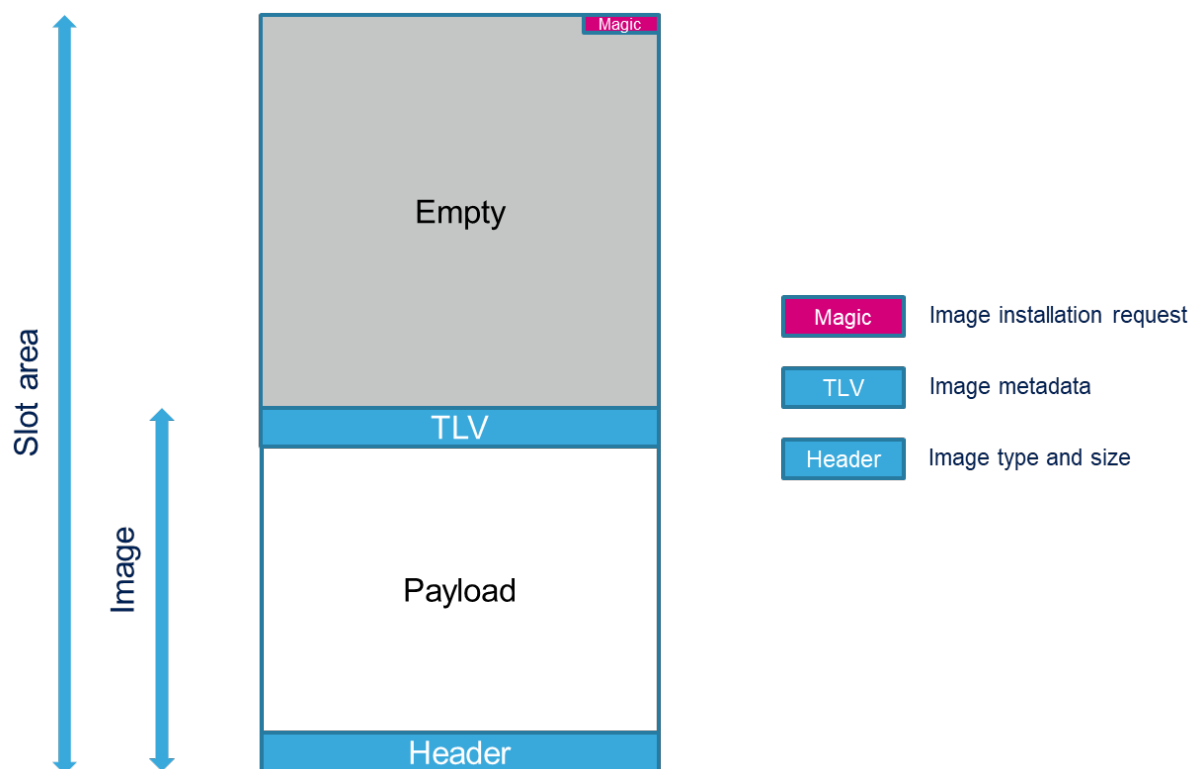 Magic
Empty
Slot area
TLV
Image
Payload
Header
Magic Image installation request
TLV Image metadata
Header Image type and size